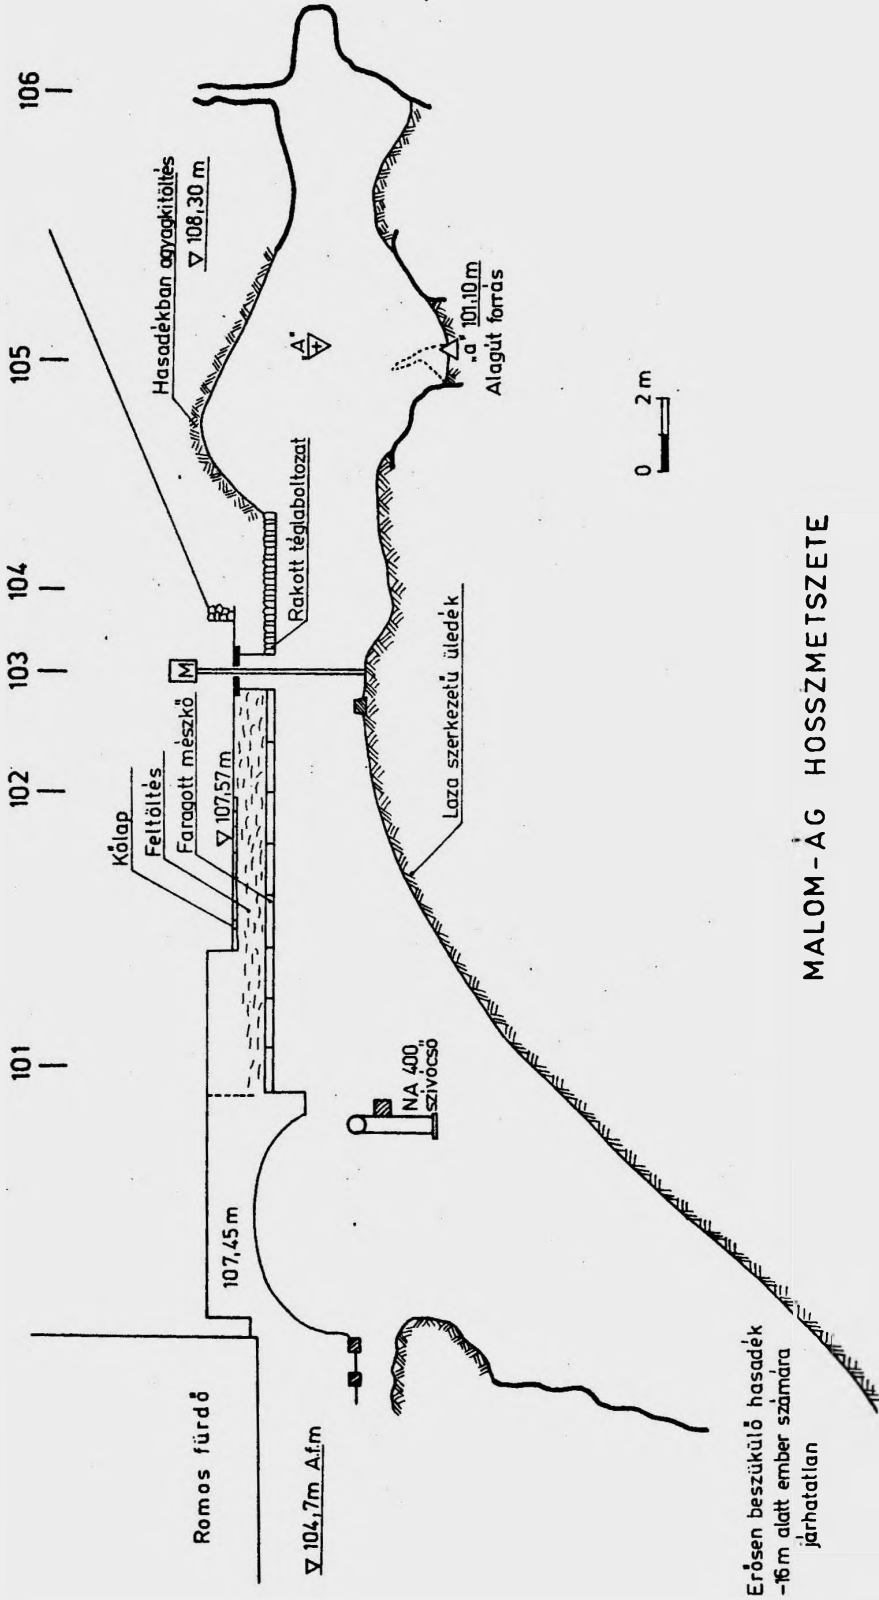 101
102
103
104
105
106
Kőlap
Feltöltés
Faragott mészkő
▽ 107,57 m
M
Hasadékban agyagkitöltés
▽ 108,30 m
Romos fürdő
107,45 m
▽ 104,7m A.f.m
NA 400
szívócső
Rakott téglaboltozat
„A"
„a" 101,10 m
Alagút forrás
Laza szerkezetű üledék
0 2 m
Erősen beszűkülő hasadék
-16m alatt ember számára
járhatatlan
MALOM-ÁG HOSSZMETSZETE